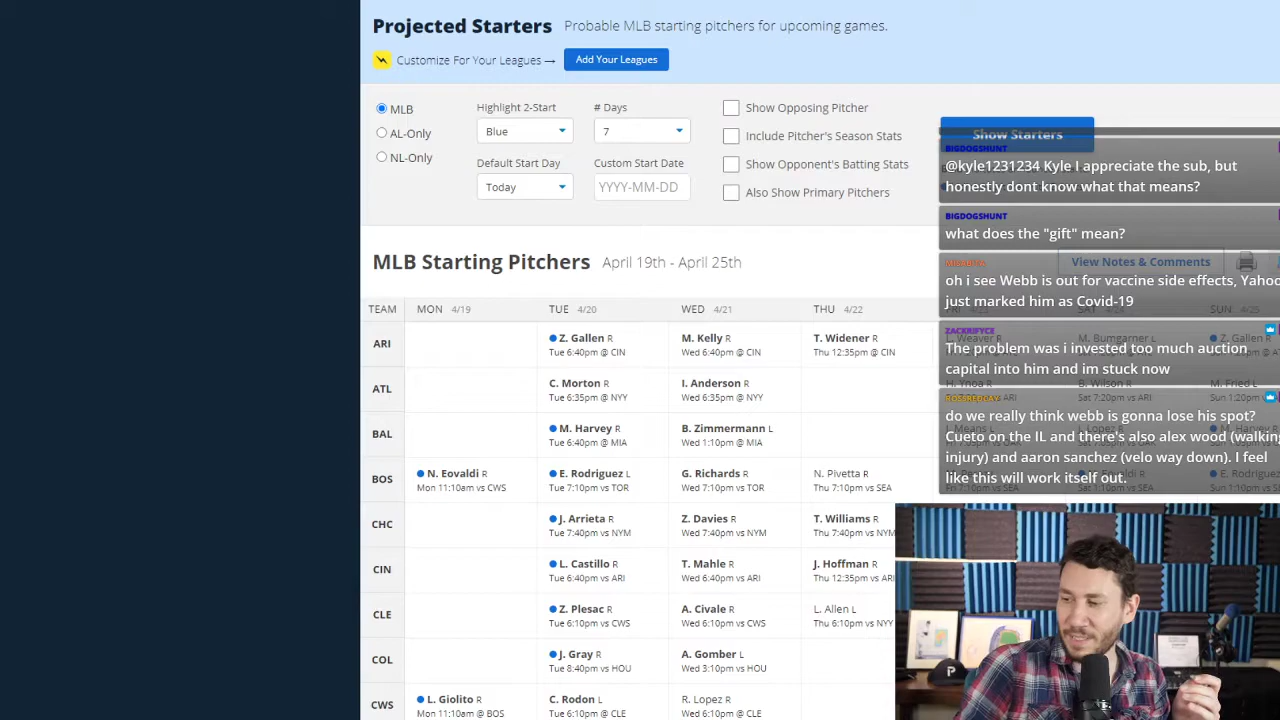 Projected Starters Probable MLB starting pitchers for upcoming games.
Customize For Your Leagues → Add Your Leagues
MLB
AL-Only
NL-Only
Highlight 2-Start
Blue
# Days
7
Default Start Day
Today
Custom Start Date
YYYY-MM-DD
Show Opposing Pitcher
Include Pitcher's Season Stats
Show Opponent's Batting Stats
Also Show Primary Pitchers
Show Starters
BIGDOGSHUNT
@kyle1231234 Kyle I appreciate the sub, but
honestly dont know what that means?
BIGDOGSHUNT
what does the "gift" mean?
oh i see Webb is out for vaccine side effects, Yahoo
just marked him as Covid-19
ZACKRIFYCE
The problem was i invested too much auction
capital into him and im stuck now
do we really think webb is gonna lose his spot?
Cueto on the IL and there's also alex wood (walking
injury) and aaron sanchez (velo way down). I feel
like this will work itself out.
MLB Starting Pitchers April 19th - April 25th
View Notes & Comments
TEAM MON 4/19 TUE 4/20 WED 4/21 THU 4/22
ARI Z. Gallen R M. Kelly R T. Widener R
Tue 6:40pm @ CIN Wed 6:40pm @ CIN Thu 12:35pm @ CIN
ATL C. Morton R I. Anderson R
Tue 6:35pm @ NYY Wed 6:35pm @ NYY
BAL M. Harvey R B. Zimmermann L
Tue 6:40pm @ MIA Wed 1:10pm @ MIA
BOS N. Eovaldi R E. Rodriguez L G. Richards R N. Pivetta R
Mon 11:10am vs CWS Tue 7:10pm vs TOR Wed 7:10pm vs TOR Thu 7:10pm vs SEA
CHC J. Arrieta R Z. Davies R T. Williams R
Tue 7:40pm vs NYM Wed 7:40pm vs NYM Thu 7:40pm vs NYM
CIN L. Castillo R T. Mahle R J. Hoffman R
Tue 6:40pm vs ARI Wed 6:40pm vs ARI Thu 12:35pm vs ARI
CLE Z. Plesac R A. Civale R L. Allen L
Tue 6:10pm vs CWS Wed 6:10pm vs CWS Thu 6:10pm vs NYY
COL J. Gray R A. Gomber L
Tue 8:40pm vs HOU Wed 3:10pm vs HOU
CWS L. Giolito R C. Rodon L R. Lopez R
Mon 11:10am @ BOS Tue 6:10pm @ CLE Wed 6:10pm @ CLE
P